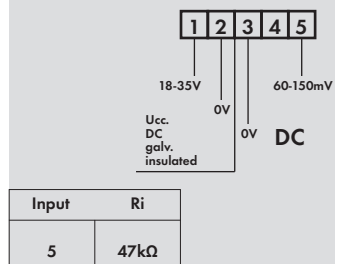 1 2 3 4 5
18-35V 60-150mV
0V
Ucc.
DC
galv.
insulated
0V DC
Input Ri
5 47kΩ